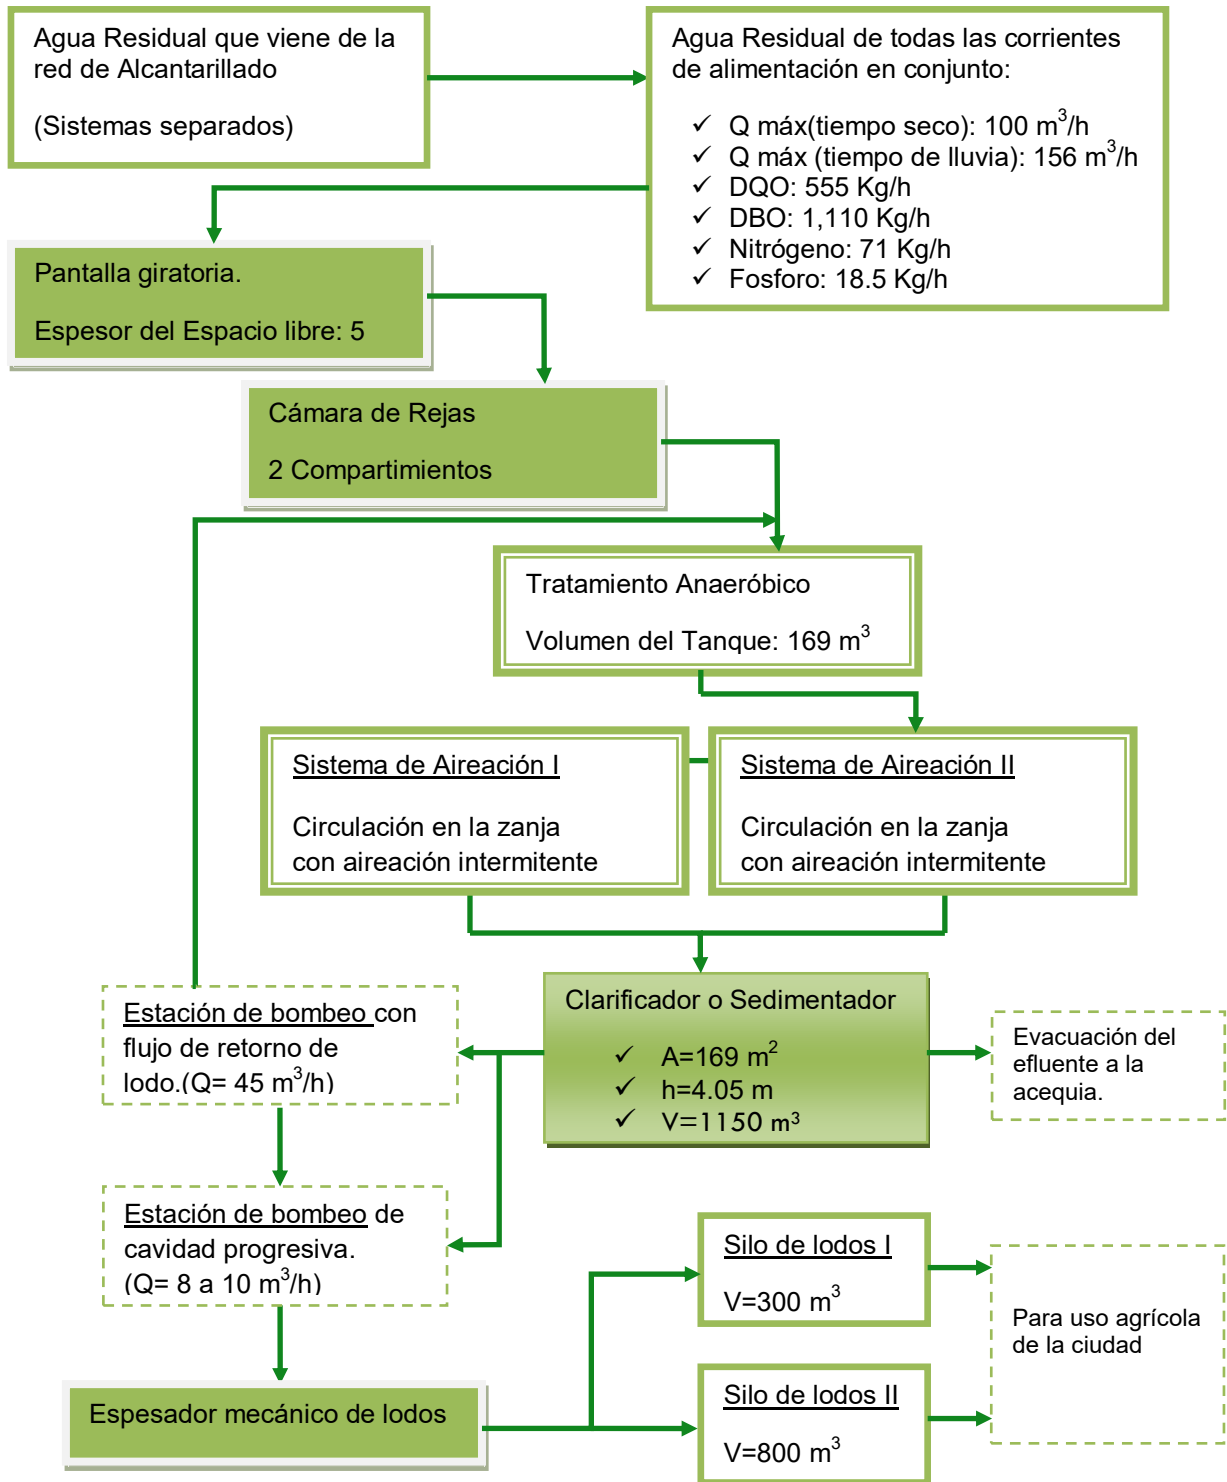 Agua Residual que viene de la
red de Alcantarillado
(Sistemas separados)
Agua Residual de todas las corrientes
de alimentación en conjunto:
✓ Q máx(tiempo seco): 100 m³/h
✓ Q máx (tiempo de lluvia): 156 m³/h
✓ DQO: 555 Kg/h
✓ DBO: 1,110 Kg/h
✓ Nitrógeno: 71 Kg/h
✓ Fosforo: 18.5 Kg/h
Pantalla giratoria.
Espesor del Espacio libre: 5
Cámara de Rejas
2 Compartimientos
Tratamiento Anaeróbico
Volumen del Tanque: 169 m³
Sistema de Aireación I
Circulación en la zanja
con aireación intermitente
Sistema de Aireación II
Circulación en la zanja
con aireación intermitente
Clarificador o Sedimentador
✓ A=169 m²
✓ h=4.05 m
✓ V=1150 m³
Evacuación del
efluente a la
acequia.
Estación de bombeo con
flujo de retorno de
lodo.(Q= 45 m³/h)
Estación de bombeo de
cavidad progresiva.
(Q= 8 a 10 m³/h)
Espesador mecánico de lodos
Silo de lodos I
V=300 m³
Silo de lodos II
V=800 m³
Para uso agrícola
de la ciudad